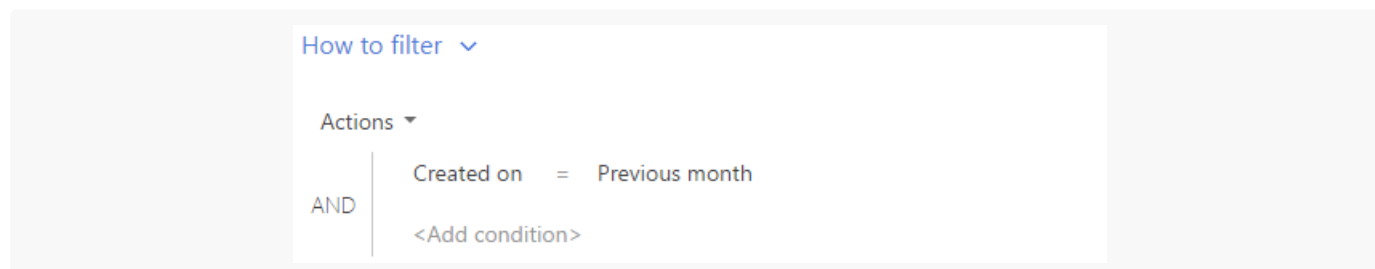 How to filter
Actions
Created on = Previous month
AND
<Add condition>